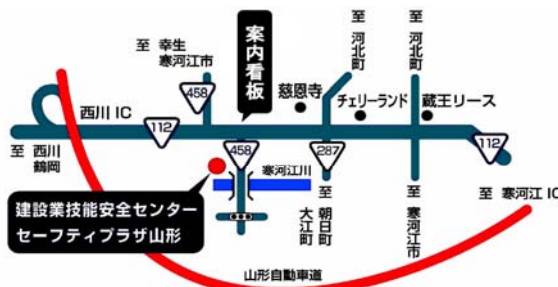 至 幸生
寒河江市
案内看板
至 河北町
至 河北町
458
慈恩寺
チェリーランド
蔵王リース
西川 IC
112
458
287
112
至 西川
鶴岡
寒河江川
至 寒河江 IC
建設業技能安全センター
セーフティプラザ山形
至 朝日町
大江町
至 寒河江市
山形自動車道